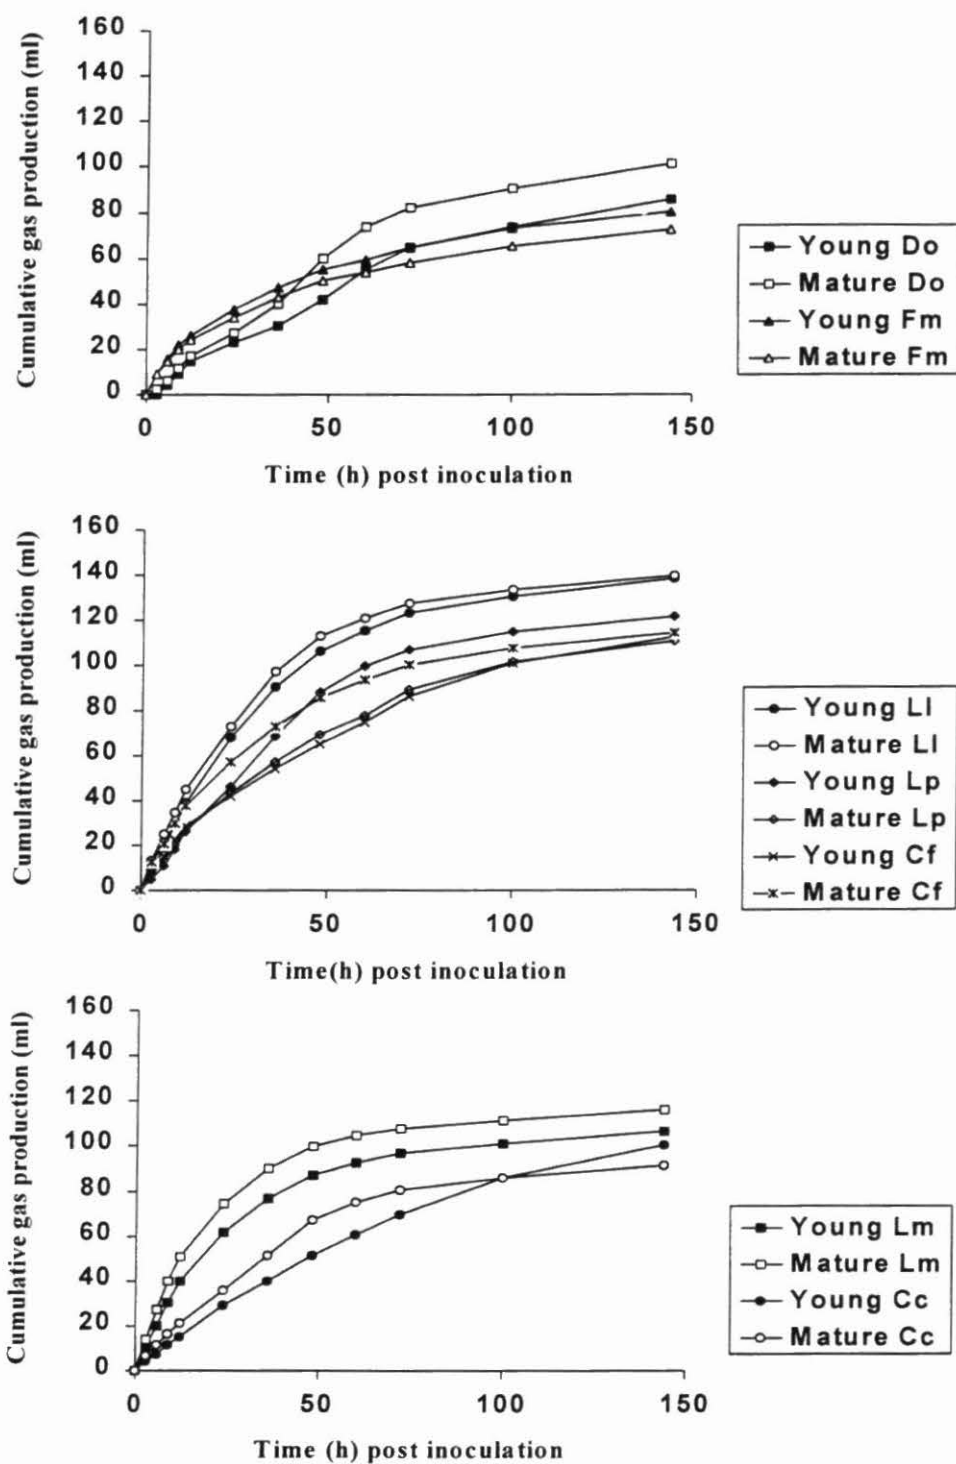 Cumulative gas production (ml)
160
140
120
100
80
60
40
20
0
0 50 100 150
Time (h) post inoculation
Young Do
Mature Do
Young Fm
Mature Fm
Cumulative gas production (ml)
160
140
120
100
80
60
40
20
0
0 50 100 150
Time(h) post inoculation
Young Ll
Mature Ll
Young Lp
Mature Lp
Young Cf
Mature Cf
Cumulative gas production (ml)
160
140
120
100
80
60
40
20
0
0 50 100 150
Time (h) post inoculation
Young Lm
Mature Lm
Young Cc
Mature Cc